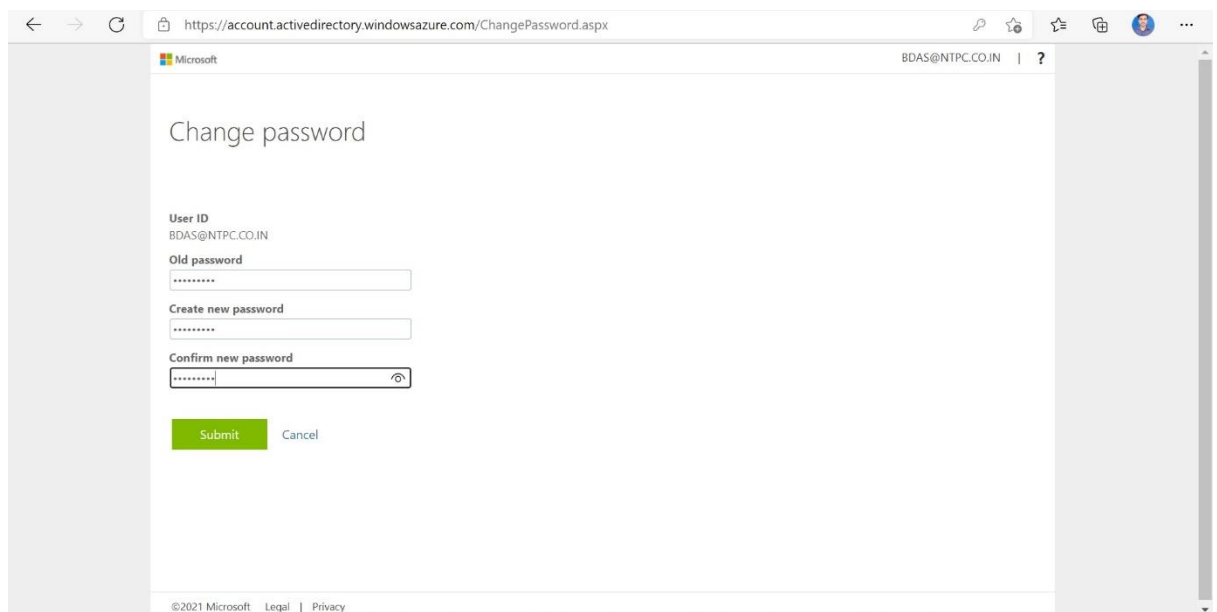 https://account.activedirectory.windowsazure.com/ChangePassword.aspx
Microsoft
BDAS@NTPC.CO.IN | ?
Change password
User ID
BDAS@NTPC.CO.IN
Old password
•••••••••
Create new password
•••••••••
Confirm new password
•••••••••
Submit Cancel
©2021 Microsoft Legal | Privacy